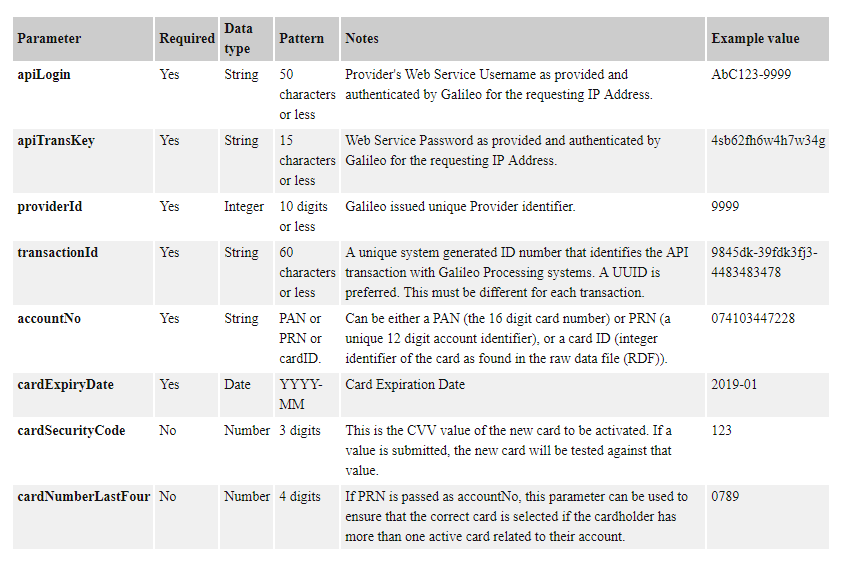 Parameter Required Data type Pattern Notes Example value
apiLogin Yes String 50 characters or less Provider's Web Service Username as provided and authenticated by Galileo for the requesting IP Address. AbC123-9999
apiTransKey Yes String 15 characters or less Web Service Password as provided and authenticated by Galileo for the requesting IP Address. 4sb62fh6w4h7w34g
providerId Yes Integer 10 digits or less Galileo issued unique Provider identifier. 9999
transactionId Yes String 60 characters or less A unique system generated ID number that identifies the API transaction with Galileo Processing systems. A UUID is preferred. This must be different for each transaction. 9845dk-39fdk3fj3-4483483478
accountNo Yes String PAN or PRN or cardID. Can be either a PAN (the 16 digit card number) or PRN (a unique 12 digit account identifier), or a card ID (integer identifier of the card as found in the raw data file (RDF)). 074103447228
cardExpiryDate Yes Date YYYY-MM Card Expiration Date 2019-01
cardSecurityCode No Number 3 digits This is the CVV value of the new card to be activated. If a value is submitted, the new card will be tested against that value. 123
cardNumberLastFour No Number 4 digits If PRN is passed as accountNo, this parameter can be used to ensure that the correct card is selected if the cardholder has more than one active card related to their account. 0789